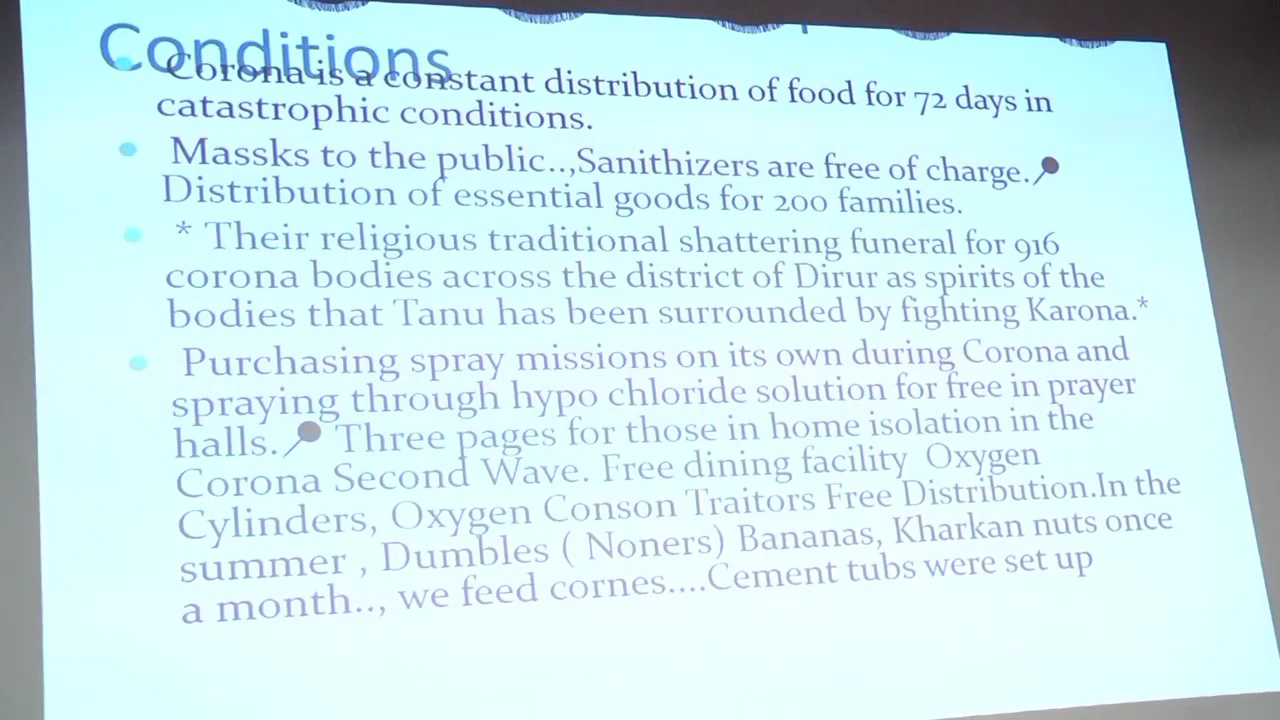 Conditions
Corona is a constant distribution of food for 72 days in
catastrophic conditions.
Massks to the public..,Sanithizers are free of charge.
Distribution of essential goods for 200 families.
* Their religious traditional shattering funeral for 916
corona bodies across the district of Dirur as spirits of the
bodies that Tanu has been surrounded by fighting Karona.*
Purchasing spray missions on its own during Corona and
spraying through hypo chloride solution for free in prayer
halls. Three pages for those in home isolation in the
Corona Second Wave. Free dining facility Oxygen
Cylinders, Oxygen Conson Traitors Free Distribution.In the
summer , Dumbles ( Noners) Bananas, Kharkan nuts once
a month.., we feed cornes....Cement tubs were set up